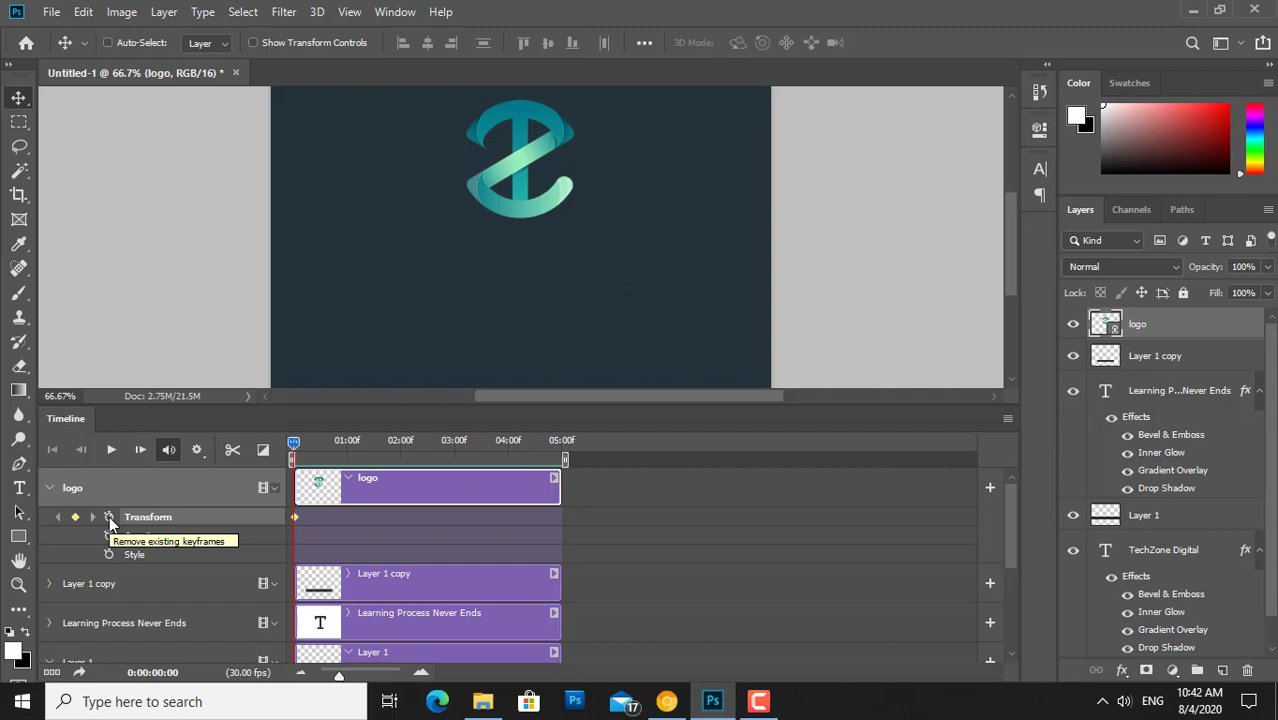 Ps File Edit Image Layer Type Select Filter 3D View Window Help
Auto-Select: Layer Show Transform Controls 3D Mode:
Untitled-1 @ 66.7% (logo, RGB/16) *
Color Swatches
Layers Channels Paths
Kind
Normal Opacity: 100%
Lock: Fill: 100%
logo
Layer 1 copy
T Learning P...Never Ends fx
Effects
Bevel & Emboss
Inner Glow
Gradient Overlay
Drop Shadow
Layer 1
T TechZone Digital fx
Effects
Bevel & Emboss
Inner Glow
Gradient Overlay
Drop Shadow
66.67% Doc: 2.75M/21.5M
Timeline
01:00f 02:00f 03:00f 04:00f 05:00f
logo logo
Transform
Remove existing keyframes
Style
Layer 1 copy Layer 1 copy
Learning Process Never Ends T Learning Process Never Ends
Layer 1 Layer 1
0:00:00:00 (30.00 fps)
Type here to search
17
ENG
10:42 AM
8/4/2020